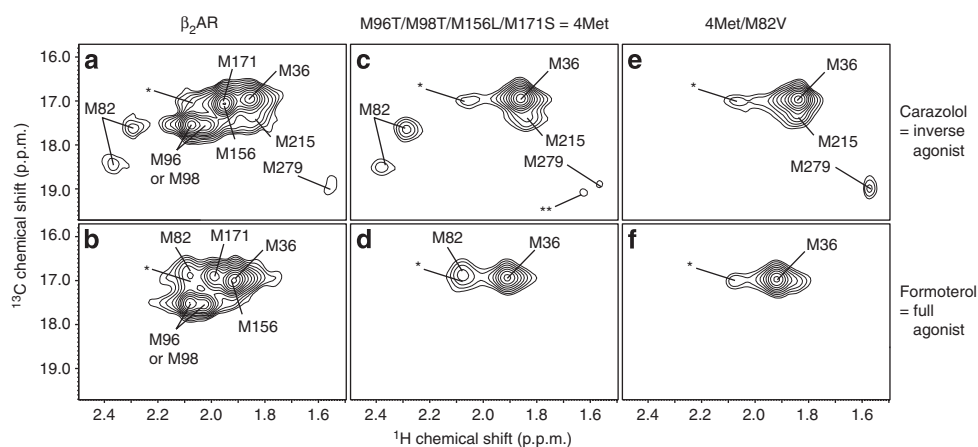 β₂AR
M96T/M98T/M156L/M171S = 4Met
4Met/M82V
a
M171
M36
*
M82
M96
or M98
M156
M215
M279
c
M36
*
M82
M215
M279
**
e
M36
*
M215
M279
Carazolol
= inverse
agonist
b
M82
M171
M36
*
M96
or M98
M156
d
M82
M36
*
f
M36
*
Formoterol
= full
agonist
16.0
17.0
18.0
19.0
16.0
17.0
18.0
19.0
¹³C chemical shift (p.p.m.)
¹³C chemical shift (p.p.m.)
2.4 2.2 2.0 1.8 1.6 2.4 2.2 2.0 1.8 1.6 2.4 2.2 2.0 1.8 1.6
¹H chemical shift (p.p.m.)